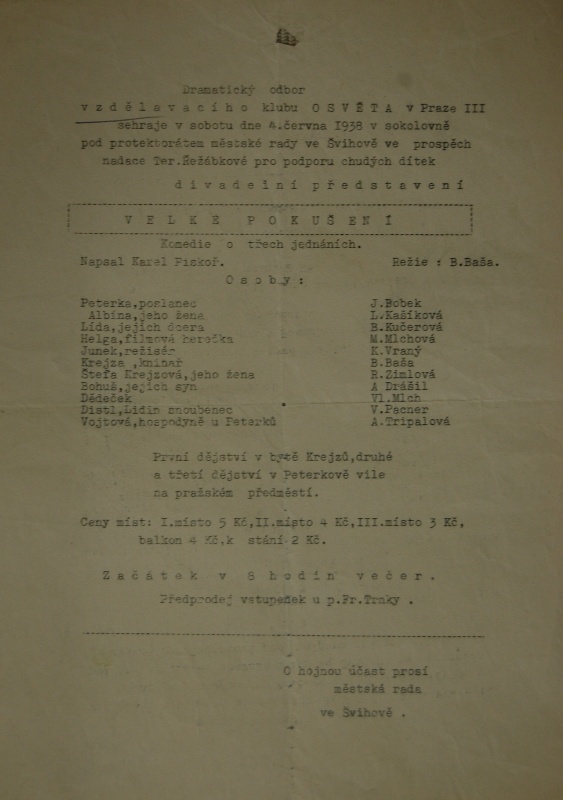 Dramatický odbor
vzdělavacího klubu OSVĚTA v Praze III
sehraje v sobotu dne 4.června 1938 v sokolovně
pod protektorátem městské rady ve Švihově ve prospěch
nadace Ter.Řežábkové pro podporu chudých dítek
divadelní představení
VELKÉ POKUŠENÍ
Komedie o třech jednáních.
Napsal Karel Piskoř. Režie : B.Baša.
Osoby:
Peterka,poslanec J.Bobek
Albína,jeho žena L.Kašíková
Lída,jejich dcera B.Kučerová
Helga,filmová herečka M.Mlchová
Junek,režisér K.Vraný
Krejza ,knihař B.Baša
Štefa Krejzová,jeho žena R.Zimlová
Bohuš,jejich syn A Drášil
Dědeček Vl.Mlch
Distl,Lidin snoubenec V.Pacner
Vojtová,hospodyně u Peterků A.Tripalová
První dějství v bytě Krejzů,druhé
a třetí dějství v Peterkově vile
na pražském předměstí.
Ceny míst: I.místo 5 Kč,II.místo 4 Kč,III.místo 3 Kč,
balkon 4 Kč,k stání 2 Kč.
Začátek v 8 hodin večer.
Předprodej vstupenek u p.Fr.Trnky .
O hojnou účast prosí
městská rada
ve Švihově .